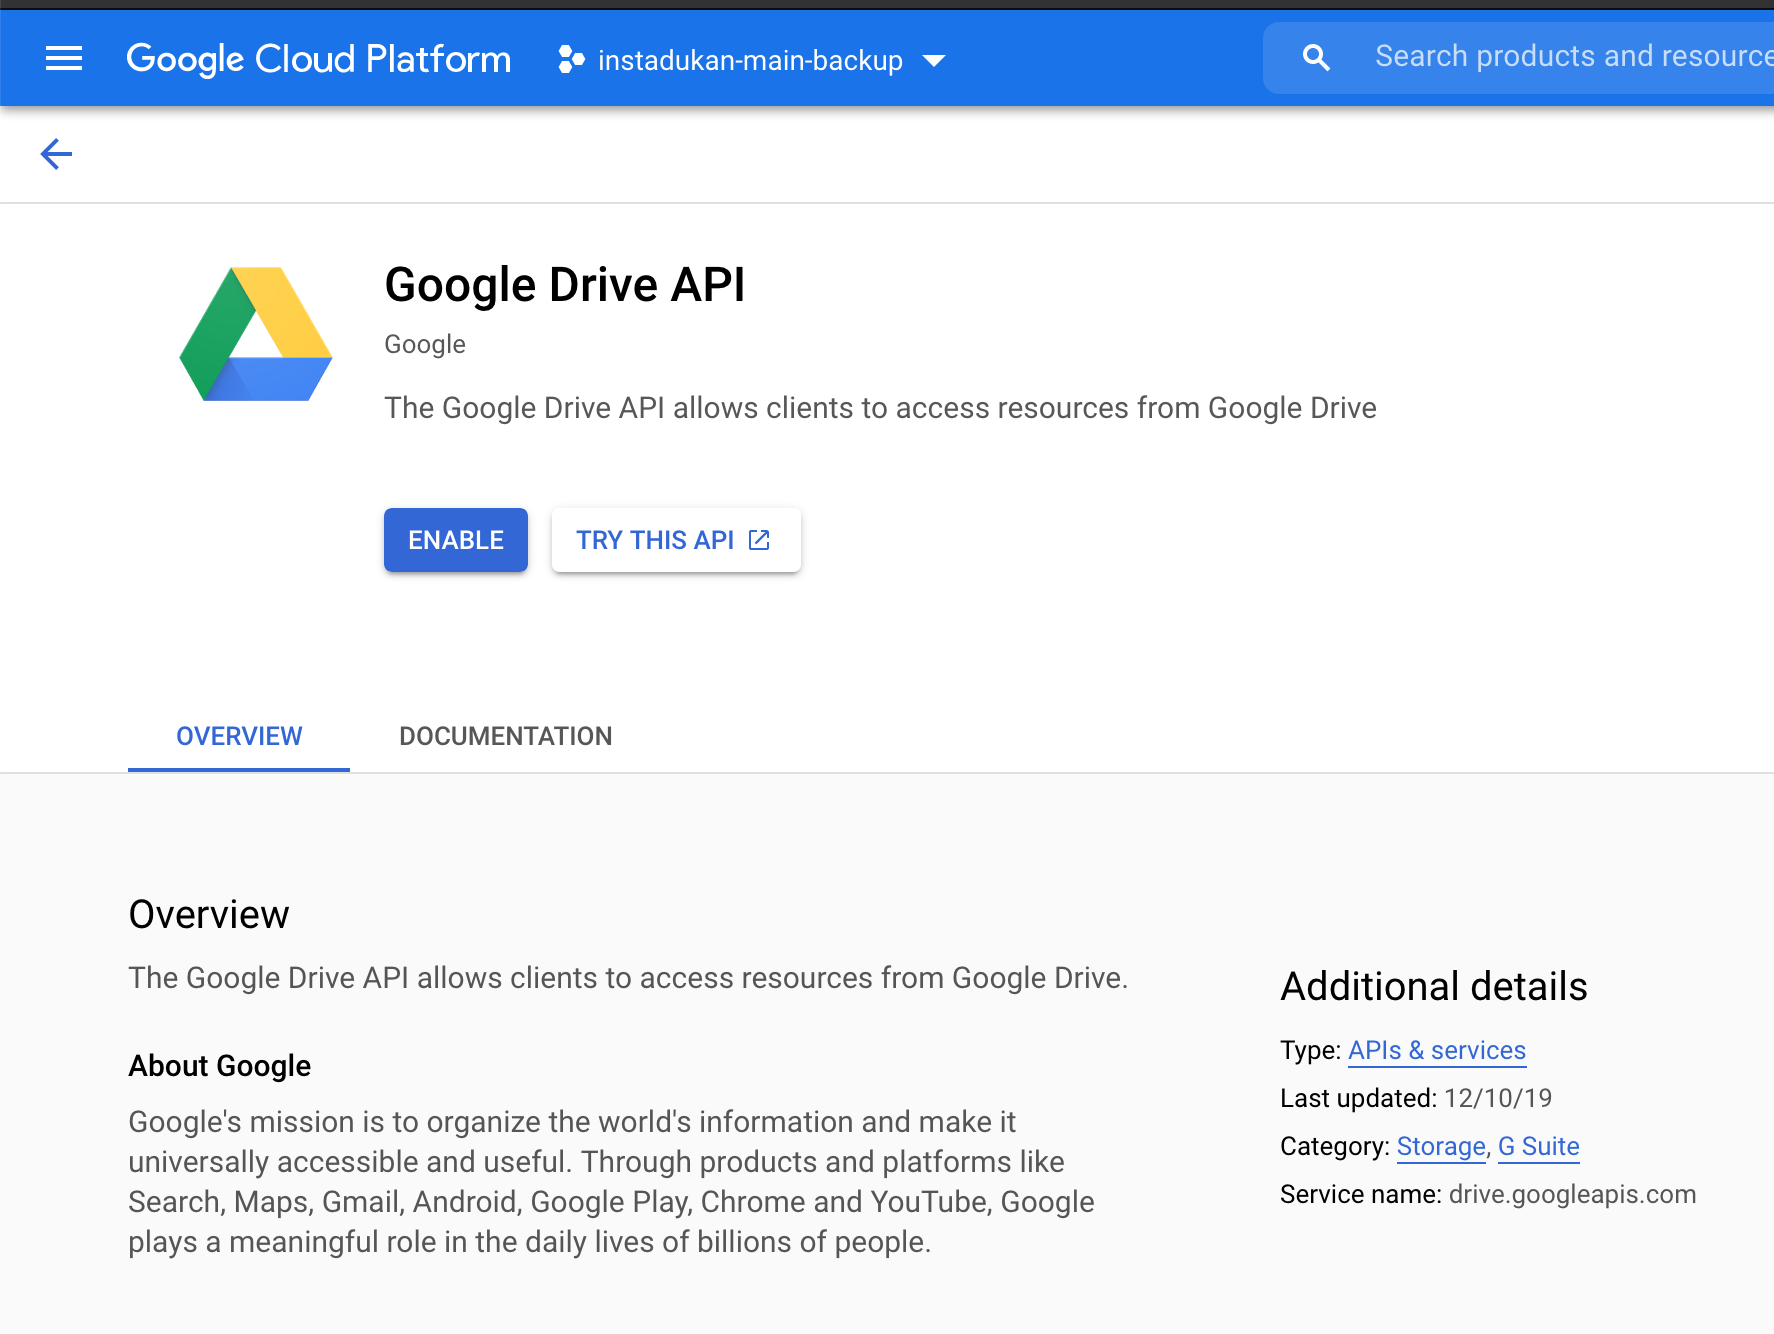 Google Cloud Platform
instadukan-main-backup
Search products and resource
Google Drive API
Google
The Google Drive API allows clients to access resources from Google Drive
ENABLE
TRY THIS API
OVERVIEW
DOCUMENTATION
Overview
The Google Drive API allows clients to access resources from Google Drive.
About Google
Google's mission is to organize the world's information and make it
universally accessible and useful. Through products and platforms like
Search, Maps, Gmail, Android, Google Play, Chrome and YouTube, Google
plays a meaningful role in the daily lives of billions of people.
Additional details
Type: APIs & services
Last updated: 12/10/19
Category: Storage, G Suite
Service name: drive.googleapis.com